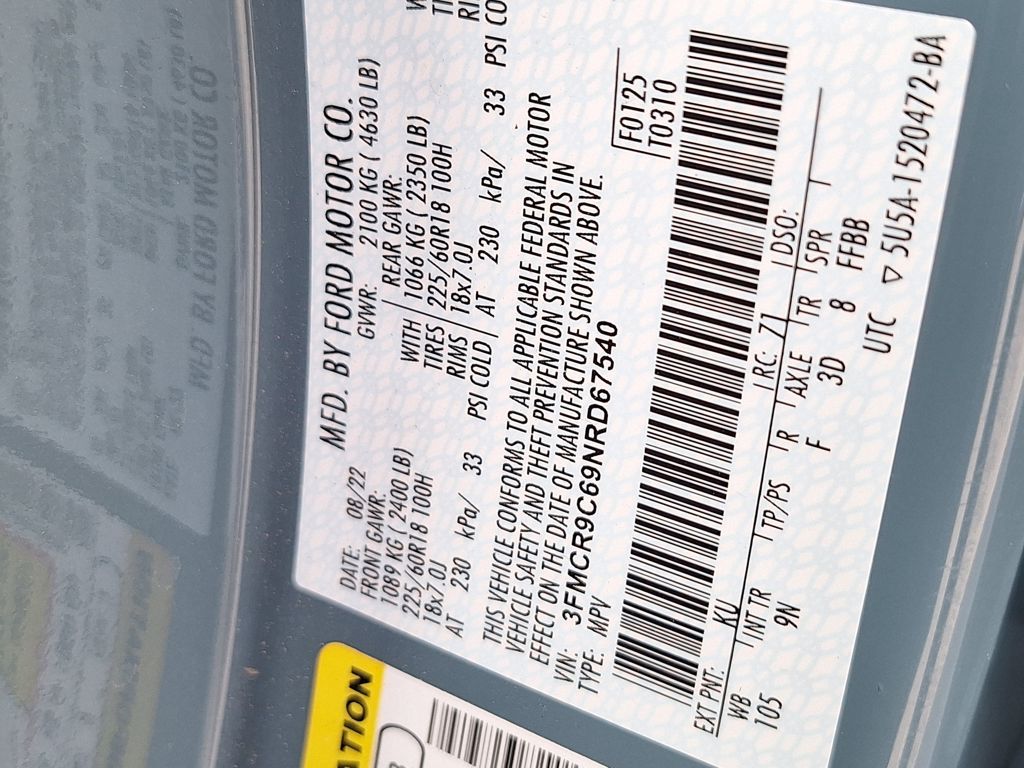 MFD. BY FORD MOTOR CO.
DATE: 08/22 GVWR: 2100 KG ( 4630 LB)
FRONT GAWR: REAR GAWR:
1089 KG ( 2400 LB) WITH 1066 KG ( 2350 LB)
225/60R18 100H TIRES 225/60R18 100H
18x7.0J RIMS 18x7.0J
AT 230 kPa/ 33 PSI COLD AT 230 kPa/ 33 PSI CO
THIS VEHICLE CONFORMS TO ALL APPLICABLE FEDERAL MOTOR
VEHICLE SAFETY AND THEFT PREVENTION STANDARDS IN
EFFECT ON THE DATE OF MANUFACTURE SHOWN ABOVE.
VIN: 3FMCR9C69NRD67540
TYPE: MPV
F0125
T0310
EXT PNT: KU RC: 71 DSO:
WB INT TR TP/PS R AXLE TR SPR
105 9N F 3D 8 FFBB
UTC ▽ 5U5A-1520472-BA
ATION